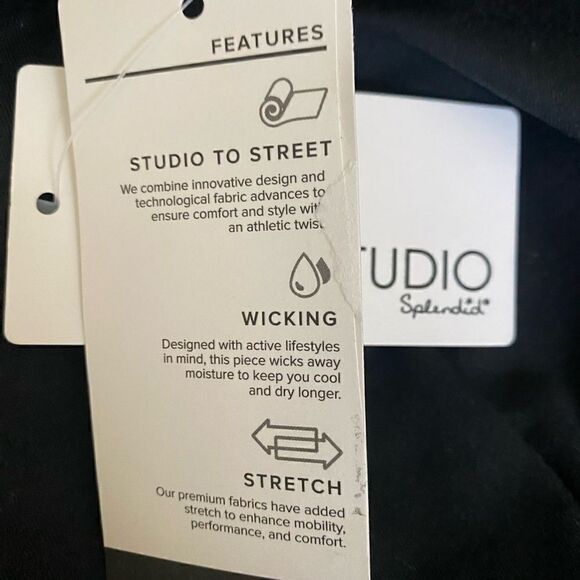 FEATURES
STUDIO TO STREET
We combine innovative design and
technological fabric advances to
ensure comfort and style with
an athletic twist.
WICKING
Designed with active lifestyles
in mind, this piece wicks away
moisture to keep you cool
and dry longer.
STRETCH
Our premium fabrics have added
stretch to enhance mobility,
performance, and comfort.
TUDIO
Splendid